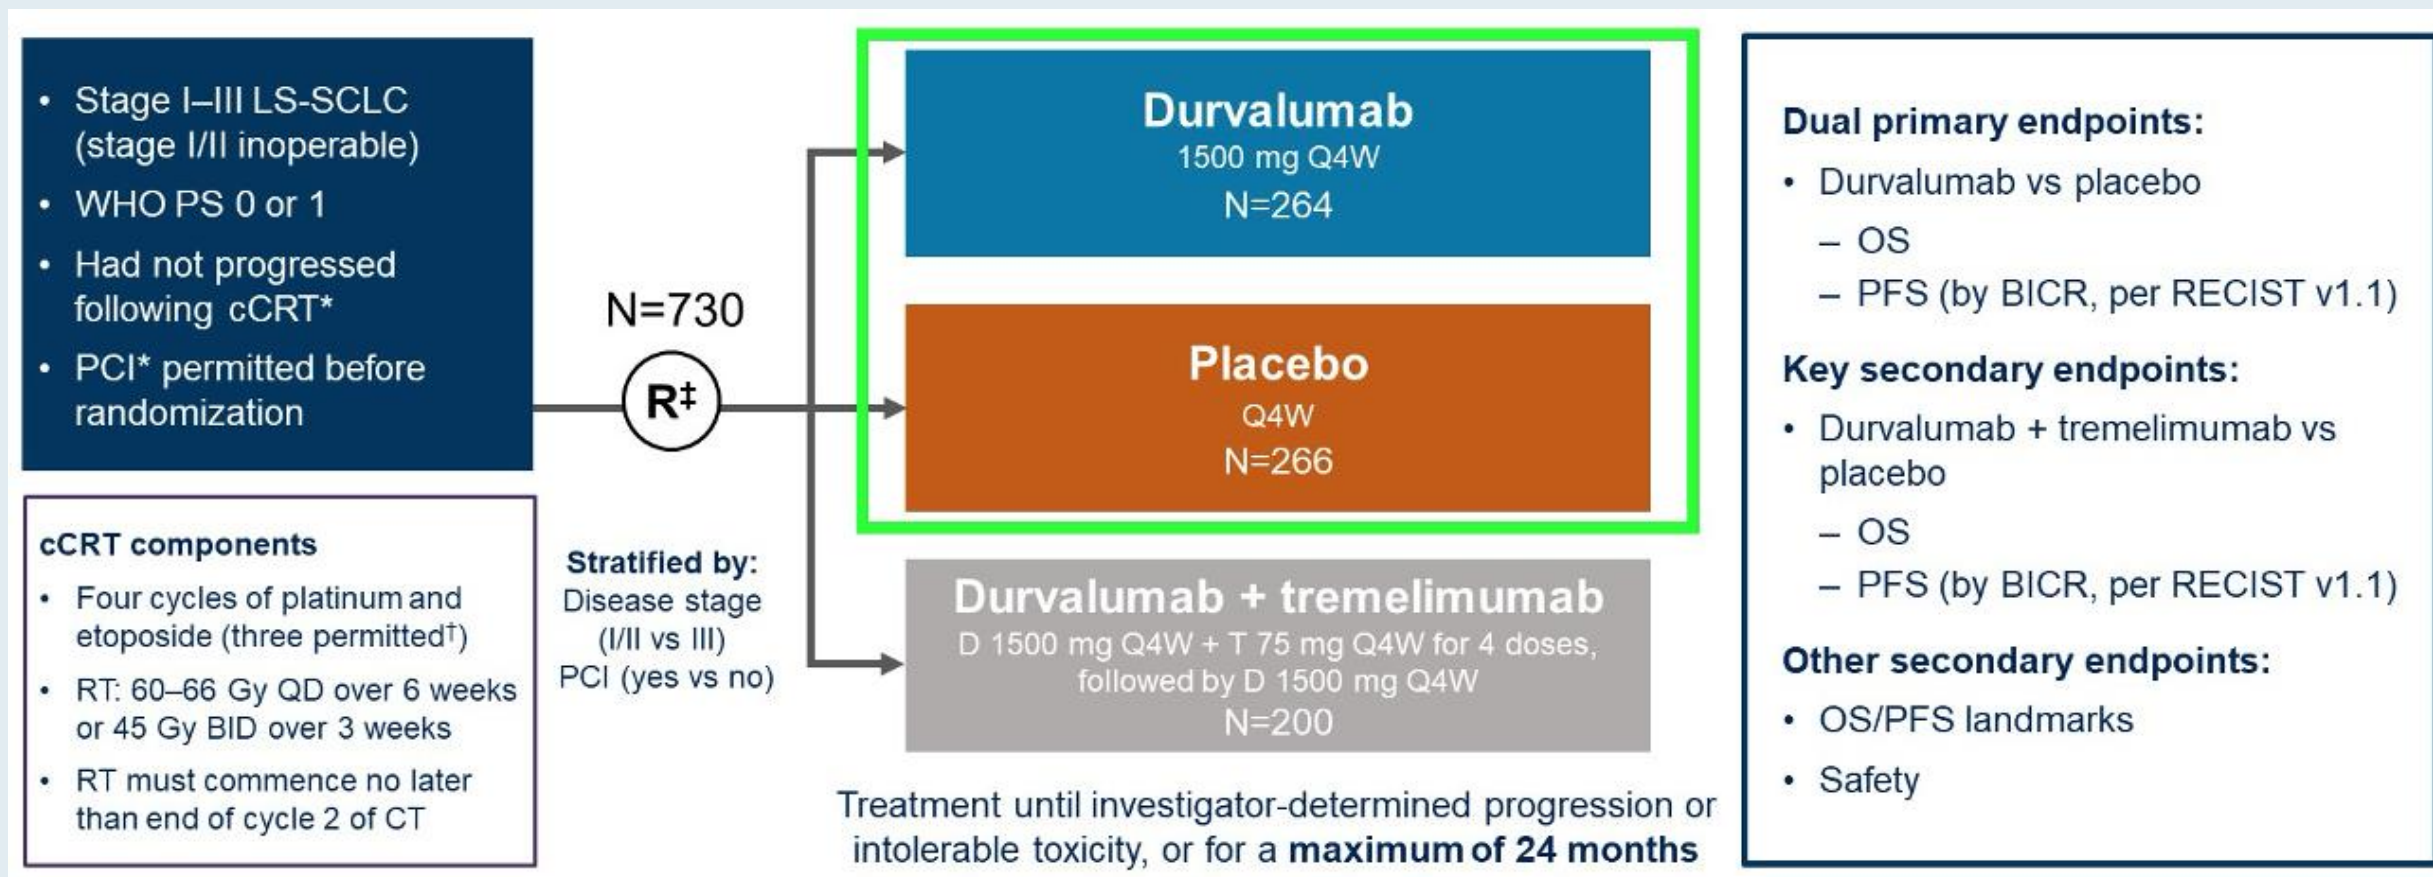 • Stage I–III LS-SCLC
(stage I/II inoperable)
• WHO PS 0 or 1
• Had not progressed
following cCRT*
• PCI* permitted before
randomization
cCRT components
• Four cycles of platinum and
etoposide (three permitted†)
• RT: 60–66 Gy QD over 6 weeks
or 45 Gy BID over 3 weeks
• RT must commence no later
than end of cycle 2 of CT
N=730
R‡
Stratified by:
Disease stage
(I/II vs III)
PCI (yes vs no)
Durvalumab
1500 mg Q4W
N=264
Placebo
Q4W
N=266
Durvalumab + tremelimumab
D 1500 mg Q4W + T 75 mg Q4W for 4 doses,
followed by D 1500 mg Q4W
N=200
Treatment until investigator-determined progression or
intolerable toxicity, or for a maximum of 24 months
Dual primary endpoints:
• Durvalumab vs placebo
– OS
– PFS (by BICR, per RECIST v1.1)
Key secondary endpoints:
• Durvalumab + tremelimumab vs
placebo
– OS
– PFS (by BICR, per RECIST v1.1)
Other secondary endpoints:
• OS/PFS landmarks
• Safety